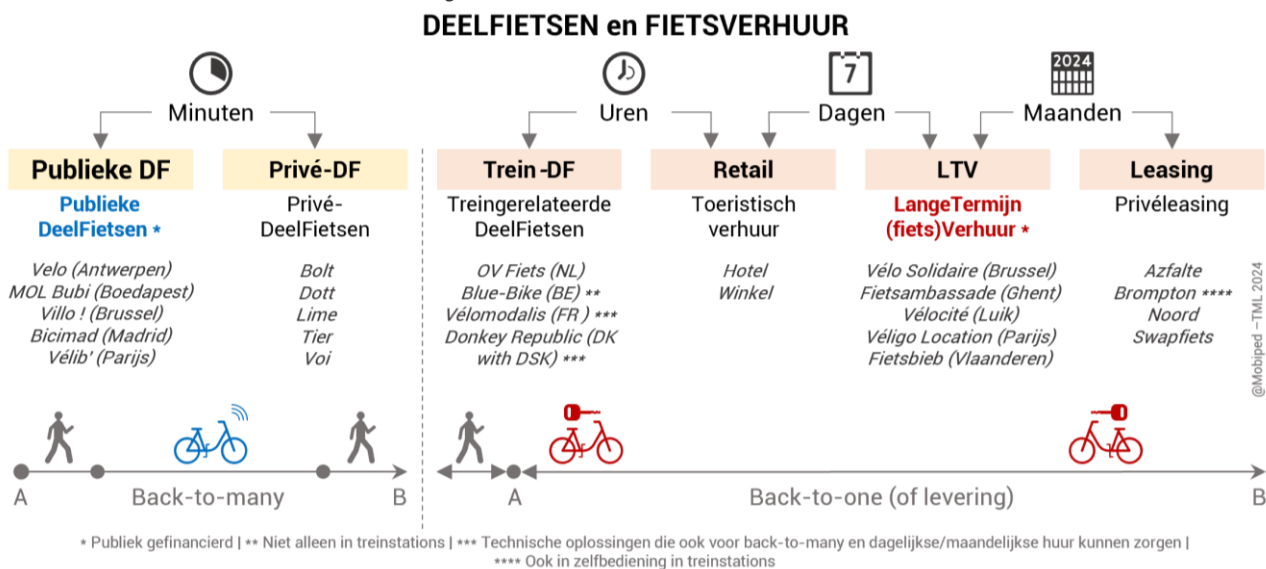 DEELFIETSEN en FIETSVERHUUR
7
2024
Minuten
Uren
Dagen
Maanden
Publieke DF
Publieke
DeelFietsen *
Velo (Antwerpen)
MOL Bubi (Boedapest)
Villo ! (Brussel)
Bicimad (Madrid)
Vélib' (Parijs)
Privé-DF
Privé-
DeelFietsen
Bolt
Dott
Lime
Tier
Voi
Trein-DF
Treingerelateerde
DeelFietsen
OV Fiets (NL)
Blue-Bike (BE) **
Vélomodalis (FR ) ***
Donkey Republic (DK
with DSK) ***
Retail
Toeristisch
verhuur
Hotel
Winkel
LTV
LangeTermijn
(fiets)Verhuur *
Vélo Solidaire (Brussel)
Fietsambassade (Ghent)
Vélocité (Luik)
Véligo Location (Parijs)
Fietsbieb (Vlaanderen)
Leasing
Privéleasing
Azfalte
Brompton ****
Noord
Swapfiets
@Mobiped –TML 2024
A
Back-to-many
B
A
Back-to-one (of levering)
B
* Publiek gefinancierd | ** Niet alleen in treinstations | *** Technische oplossingen die ook voor back-to-many en dagelijkse/maandelijkse huur kunnen zorgen |
**** Ook in zelfbediening in treinstations